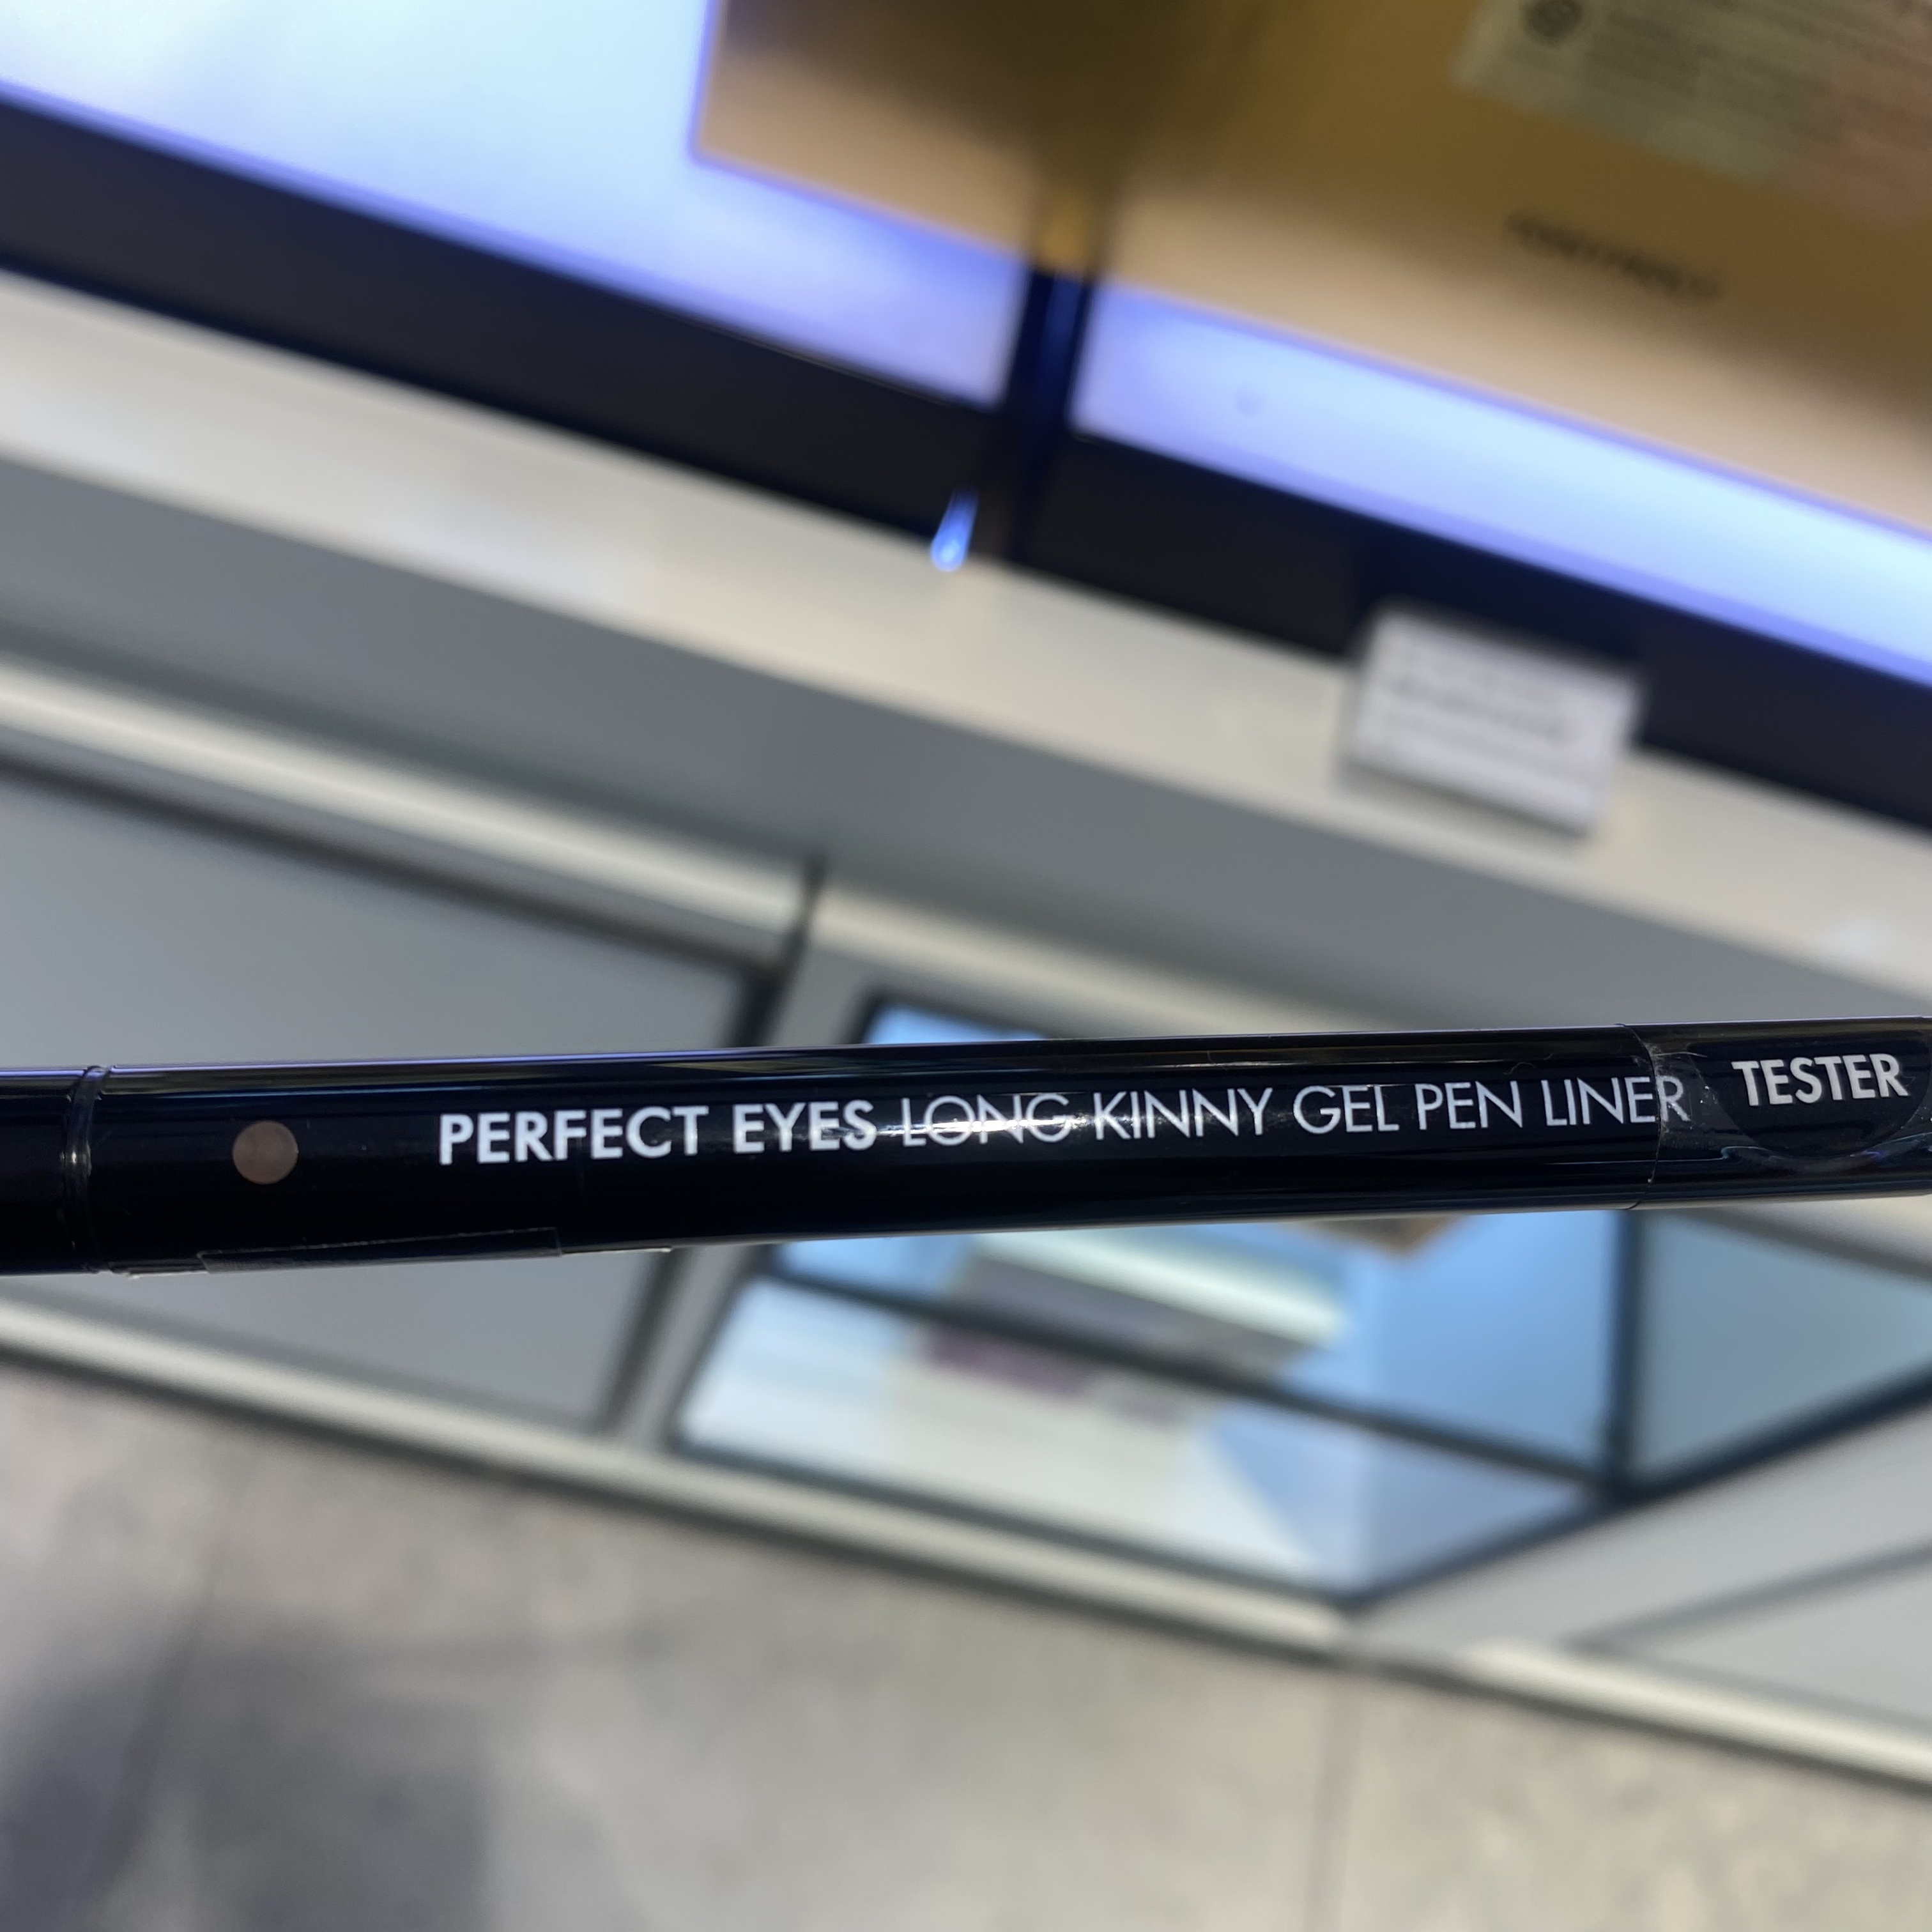 PERFECT EYES LONG KINNY GEL PEN LINER
TESTER